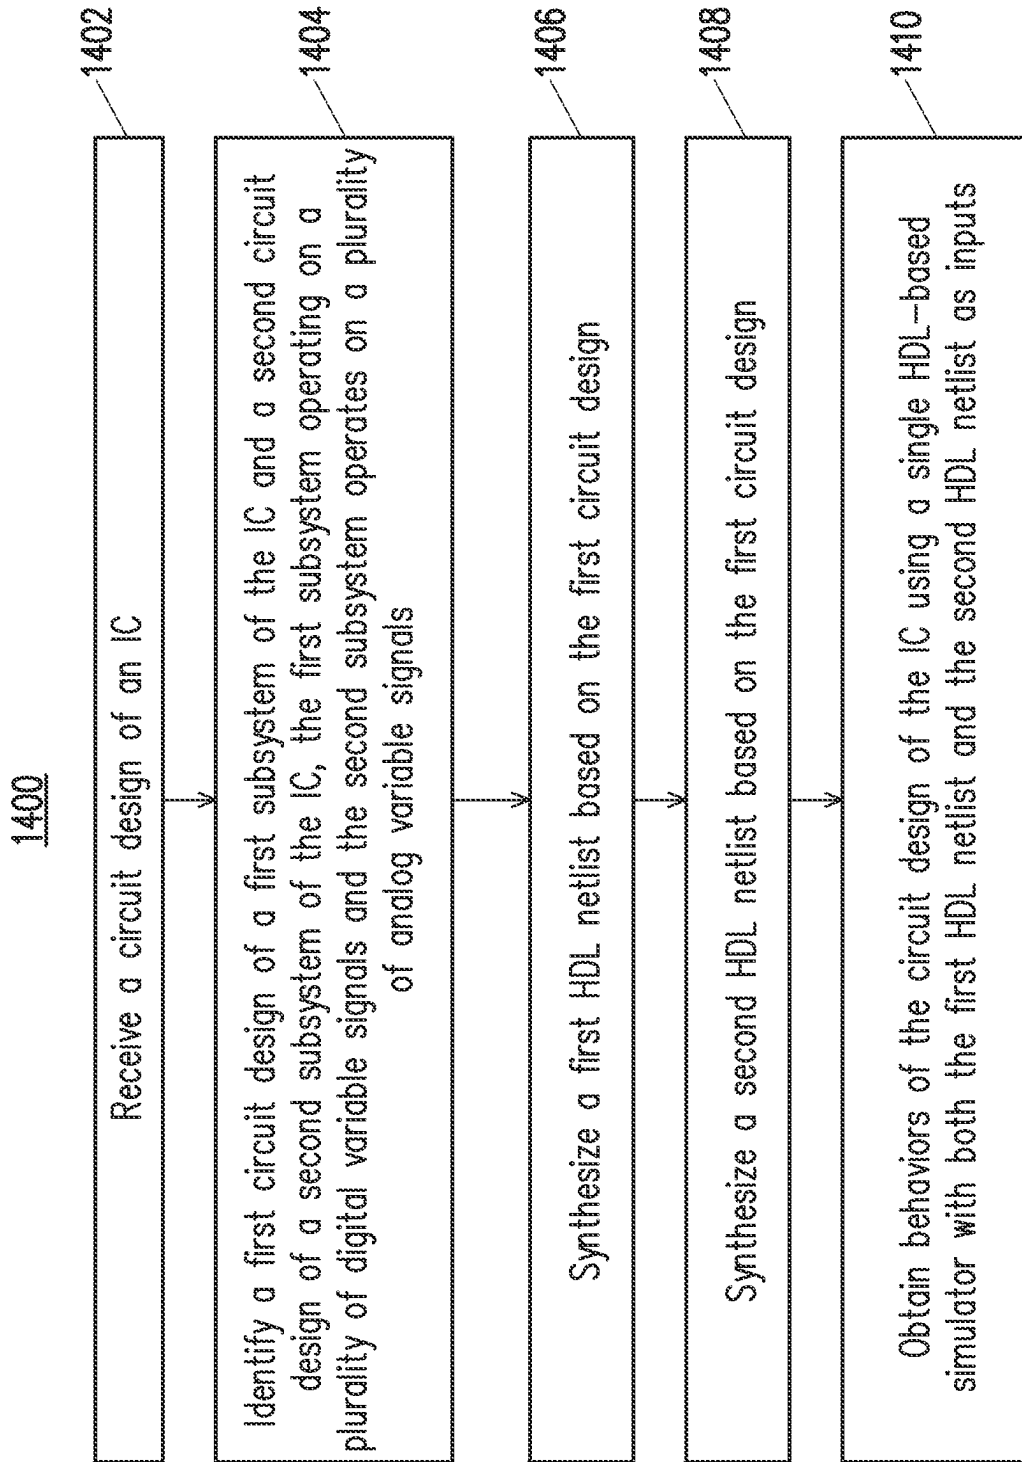 1400
Receive a circuit design of an IC
1402
Identify a first circuit design of a first subsystem of the IC and a second circuit
design of a second subsystem of the IC, the first subsystem operating on a
plurality of digital variable signals and the second subsystem operates on a plurality
of analog variable signals
1404
Synthesize a first HDL netlist based on the first circuit design
1406
Synthesize a second HDL netlist based on the first circuit design
1408
Obtain behaviors of the circuit design of the IC using a single HDL-based
simulator with both the first HDL netlist and the second HDL netlist as inputs
1410